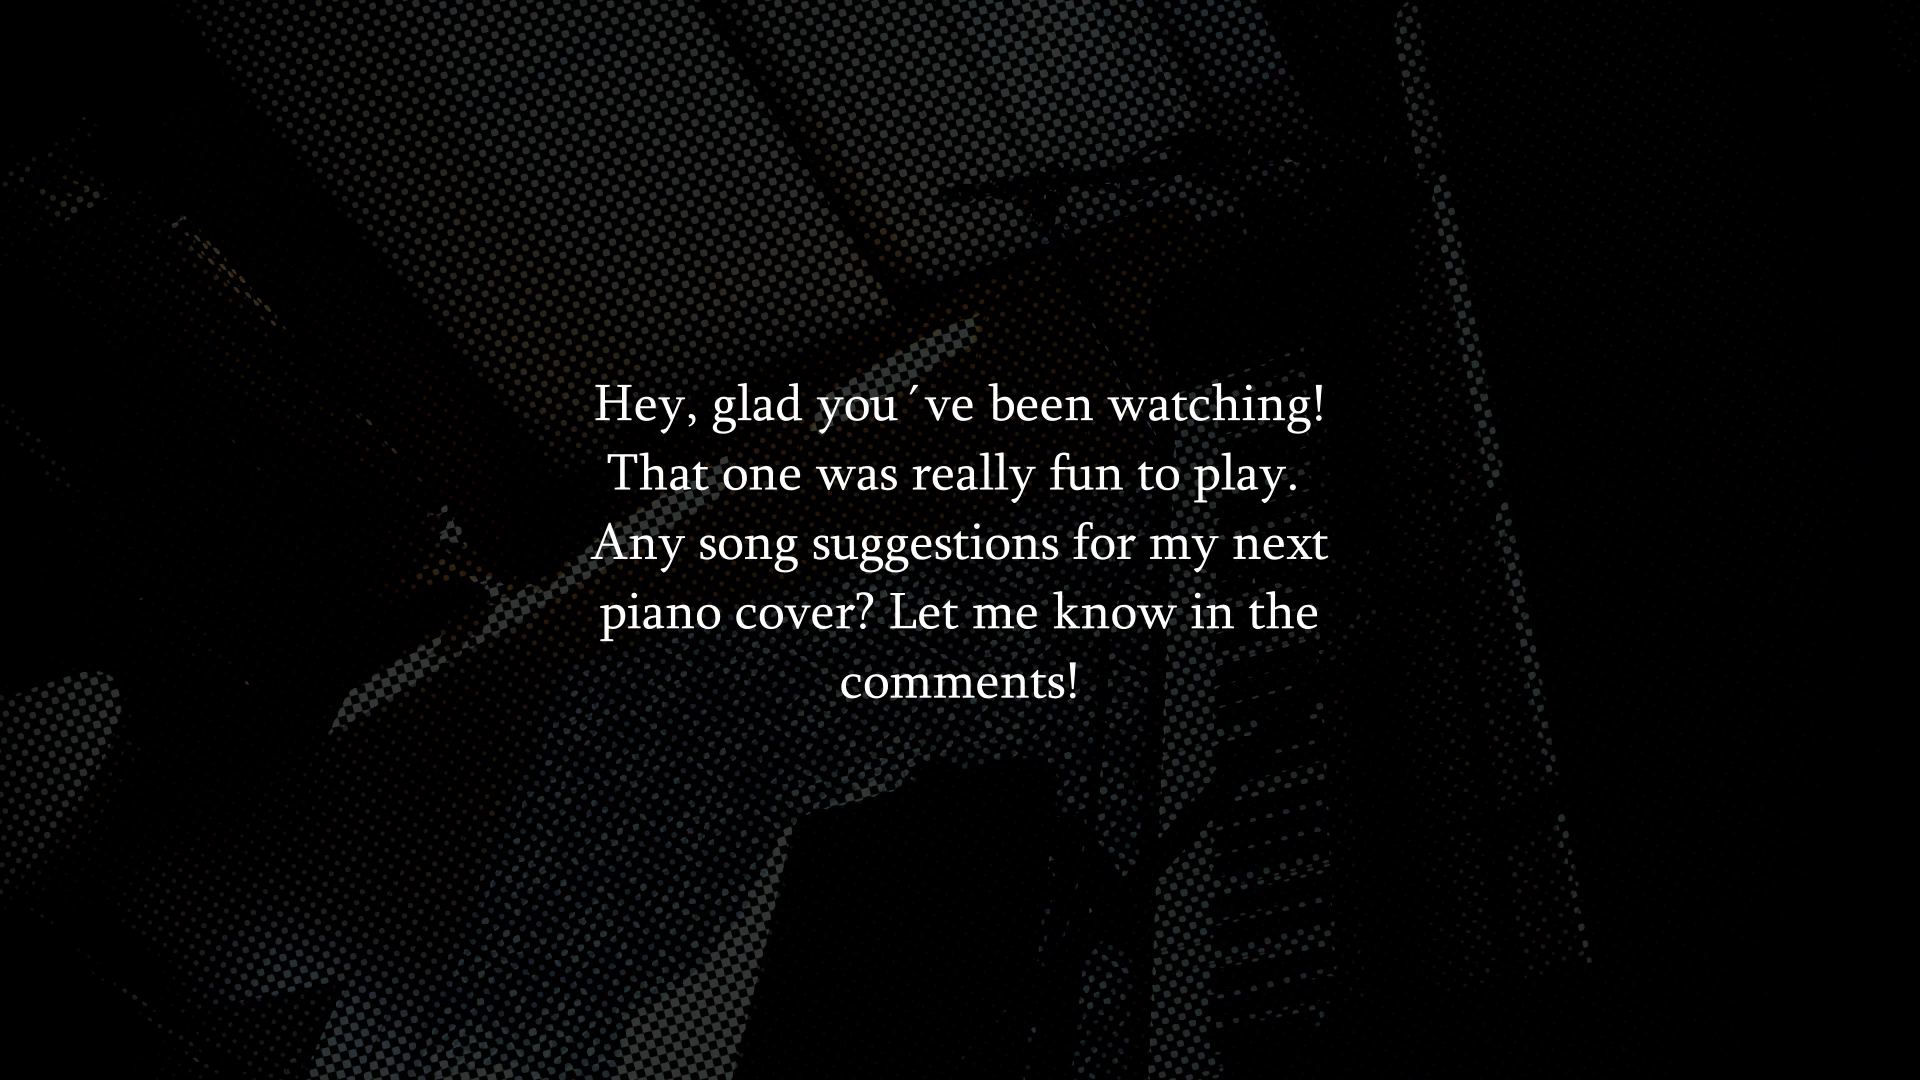 Hey, glad you´ve been watching!
That one was really fun to play.
Any song suggestions for my next
piano cover? Let me know in the
comments!